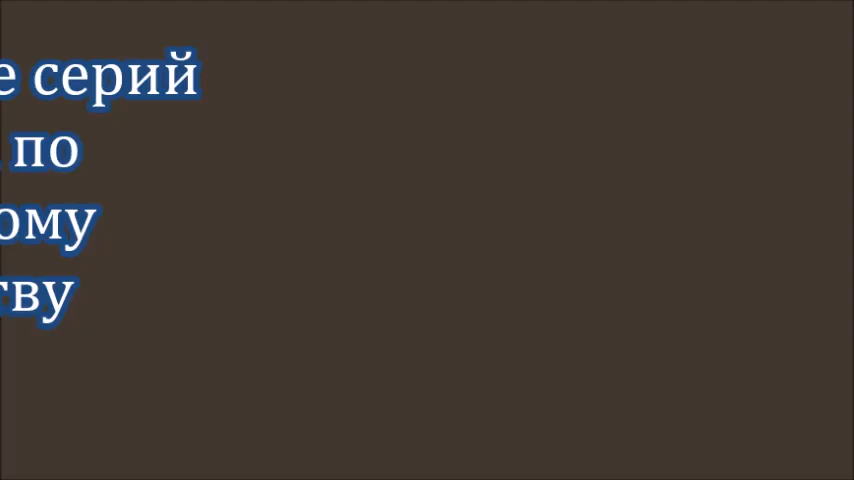 е серий
по
ому
тву